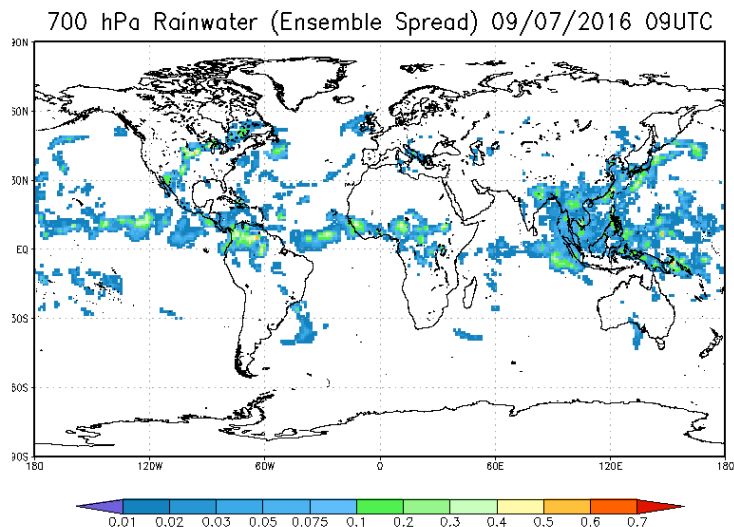 700 hPa Rainwater (Ensemble Spread) 09/07/2016 09UTC
90N
60N
30N
EQ
30S
60S
90S
180 120W 60W 0 60E 120E 180
0.01 0.02 0.03 0.05 0.075 0.1 0.2 0.3 0.4 0.5 0.6 0.7